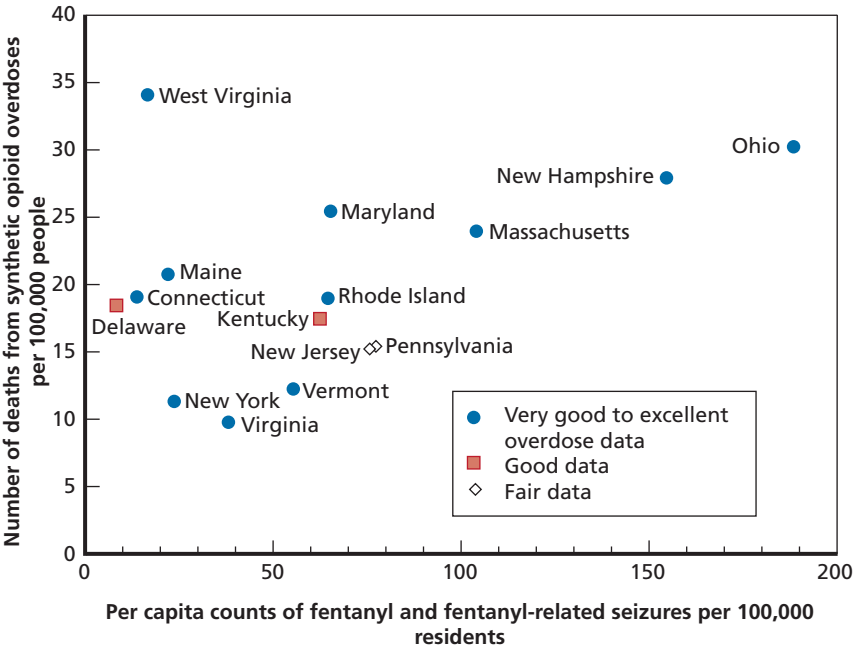 Number of deaths from synthetic opioid overdoses
per 100,000 people
40
35
30
25
20
15
10
5
0
West Virginia
Ohio
New Hampshire
Maryland
Massachusetts
Maine
Connecticut
Rhode Island
Delaware
Kentucky
New Jersey
Pennsylvania
New York
Vermont
Virginia
Very good to excellent
overdose data
Good data
Fair data
0
50
100
150
200
Per capita counts of fentanyl and fentanyl-related seizures per 100,000
residents